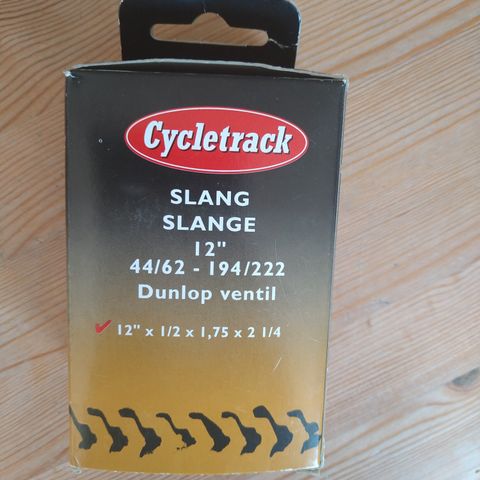 Cycletrack
SLANG
SLANGE
12"
44/62 - 194/222
Dunlop ventil
12" x 1/2 x 1,75 x 2 1/4